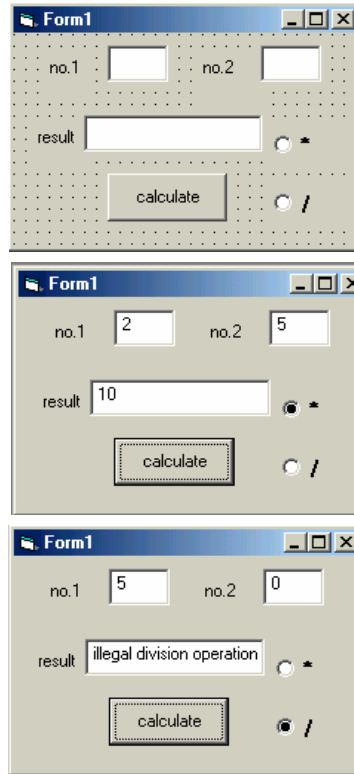 Form1
no.1 no.2
result *
calculate /
Form1
no.1 2 no.2 5
result 10 *
calculate /
Form1
no.1 5 no.2 0
result illegal division operation *
calculate /